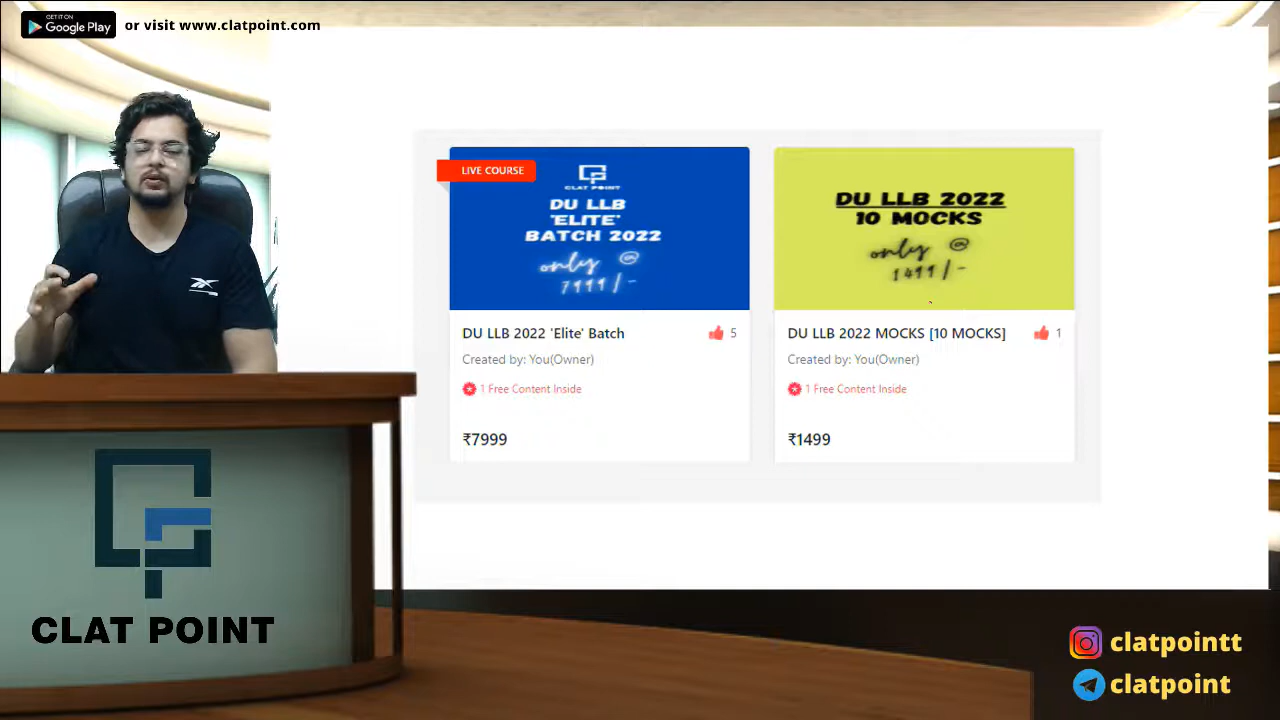 GET IT ON
Google Play
or visit www.clatpoint.com
LIVE COURSE
CLAT POINT
DU LLB
'ELITE'
BATCH 2022
only @
7999/-
DU LLB 2022
10 MOCKS
only @
1499/-
DU LLB 2022 'Elite' Batch
5
Created by: You(Owner)
1 Free Content Inside
₹7999
DU LLB 2022 MOCKS [10 MOCKS]
1
Created by: You(Owner)
1 Free Content Inside
₹1499
CLAT POINT
clatpointt
clatpoint